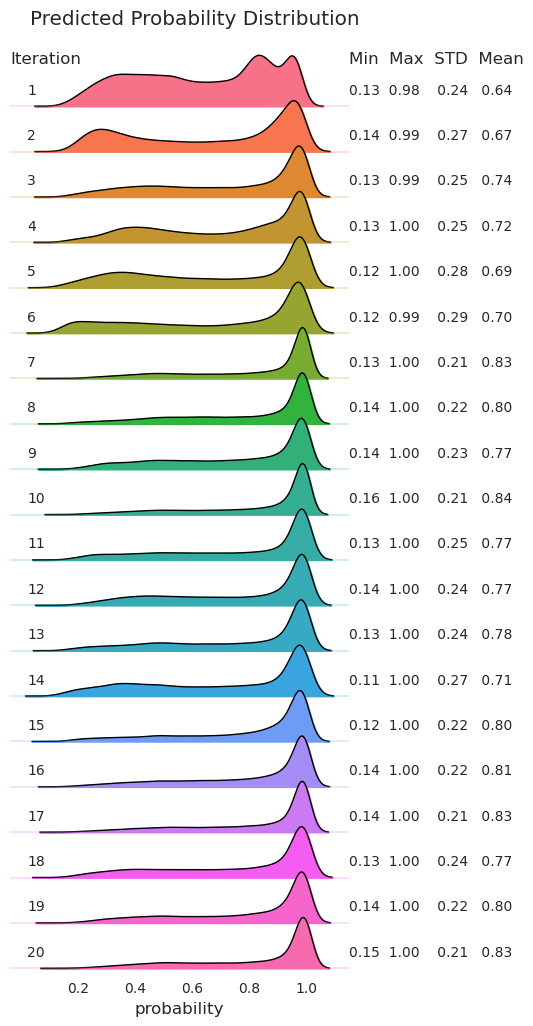 Predicted Probability Distribution
Iteration Min Max STD Mean
1 0.13 0.98 0.24 0.64
2 0.14 0.99 0.27 0.67
3 0.13 0.99 0.25 0.74
4 0.13 1.00 0.25 0.72
5 0.12 1.00 0.28 0.69
6 0.12 0.99 0.29 0.70
7 0.13 1.00 0.21 0.83
8 0.14 1.00 0.22 0.80
9 0.14 1.00 0.23 0.77
10 0.16 1.00 0.21 0.84
11 0.13 1.00 0.25 0.77
12 0.14 1.00 0.24 0.77
13 0.13 1.00 0.24 0.78
14 0.11 1.00 0.27 0.71
15 0.12 1.00 0.22 0.80
16 0.14 1.00 0.22 0.81
17 0.14 1.00 0.21 0.83
18 0.13 1.00 0.24 0.77
19 0.14 1.00 0.22 0.80
20 0.15 1.00 0.21 0.83
0.2 0.4 0.6 0.8 1.0
probability